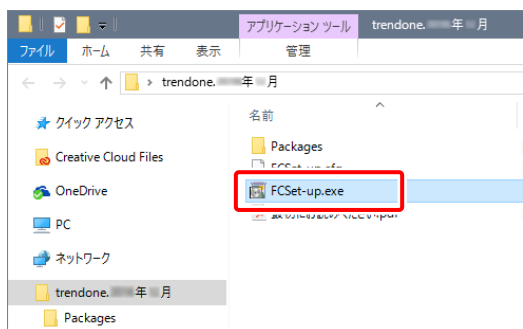 アプリケーション ツール
trendone. 年 月
ファイル ホーム 共有 表示 管理
trendone. 年 月
名前
クイック アクセス
Packages
Creative Cloud Files
FCSet-up.exe
OneDrive
PC
ネットワーク
trendone. 年 月
Packages